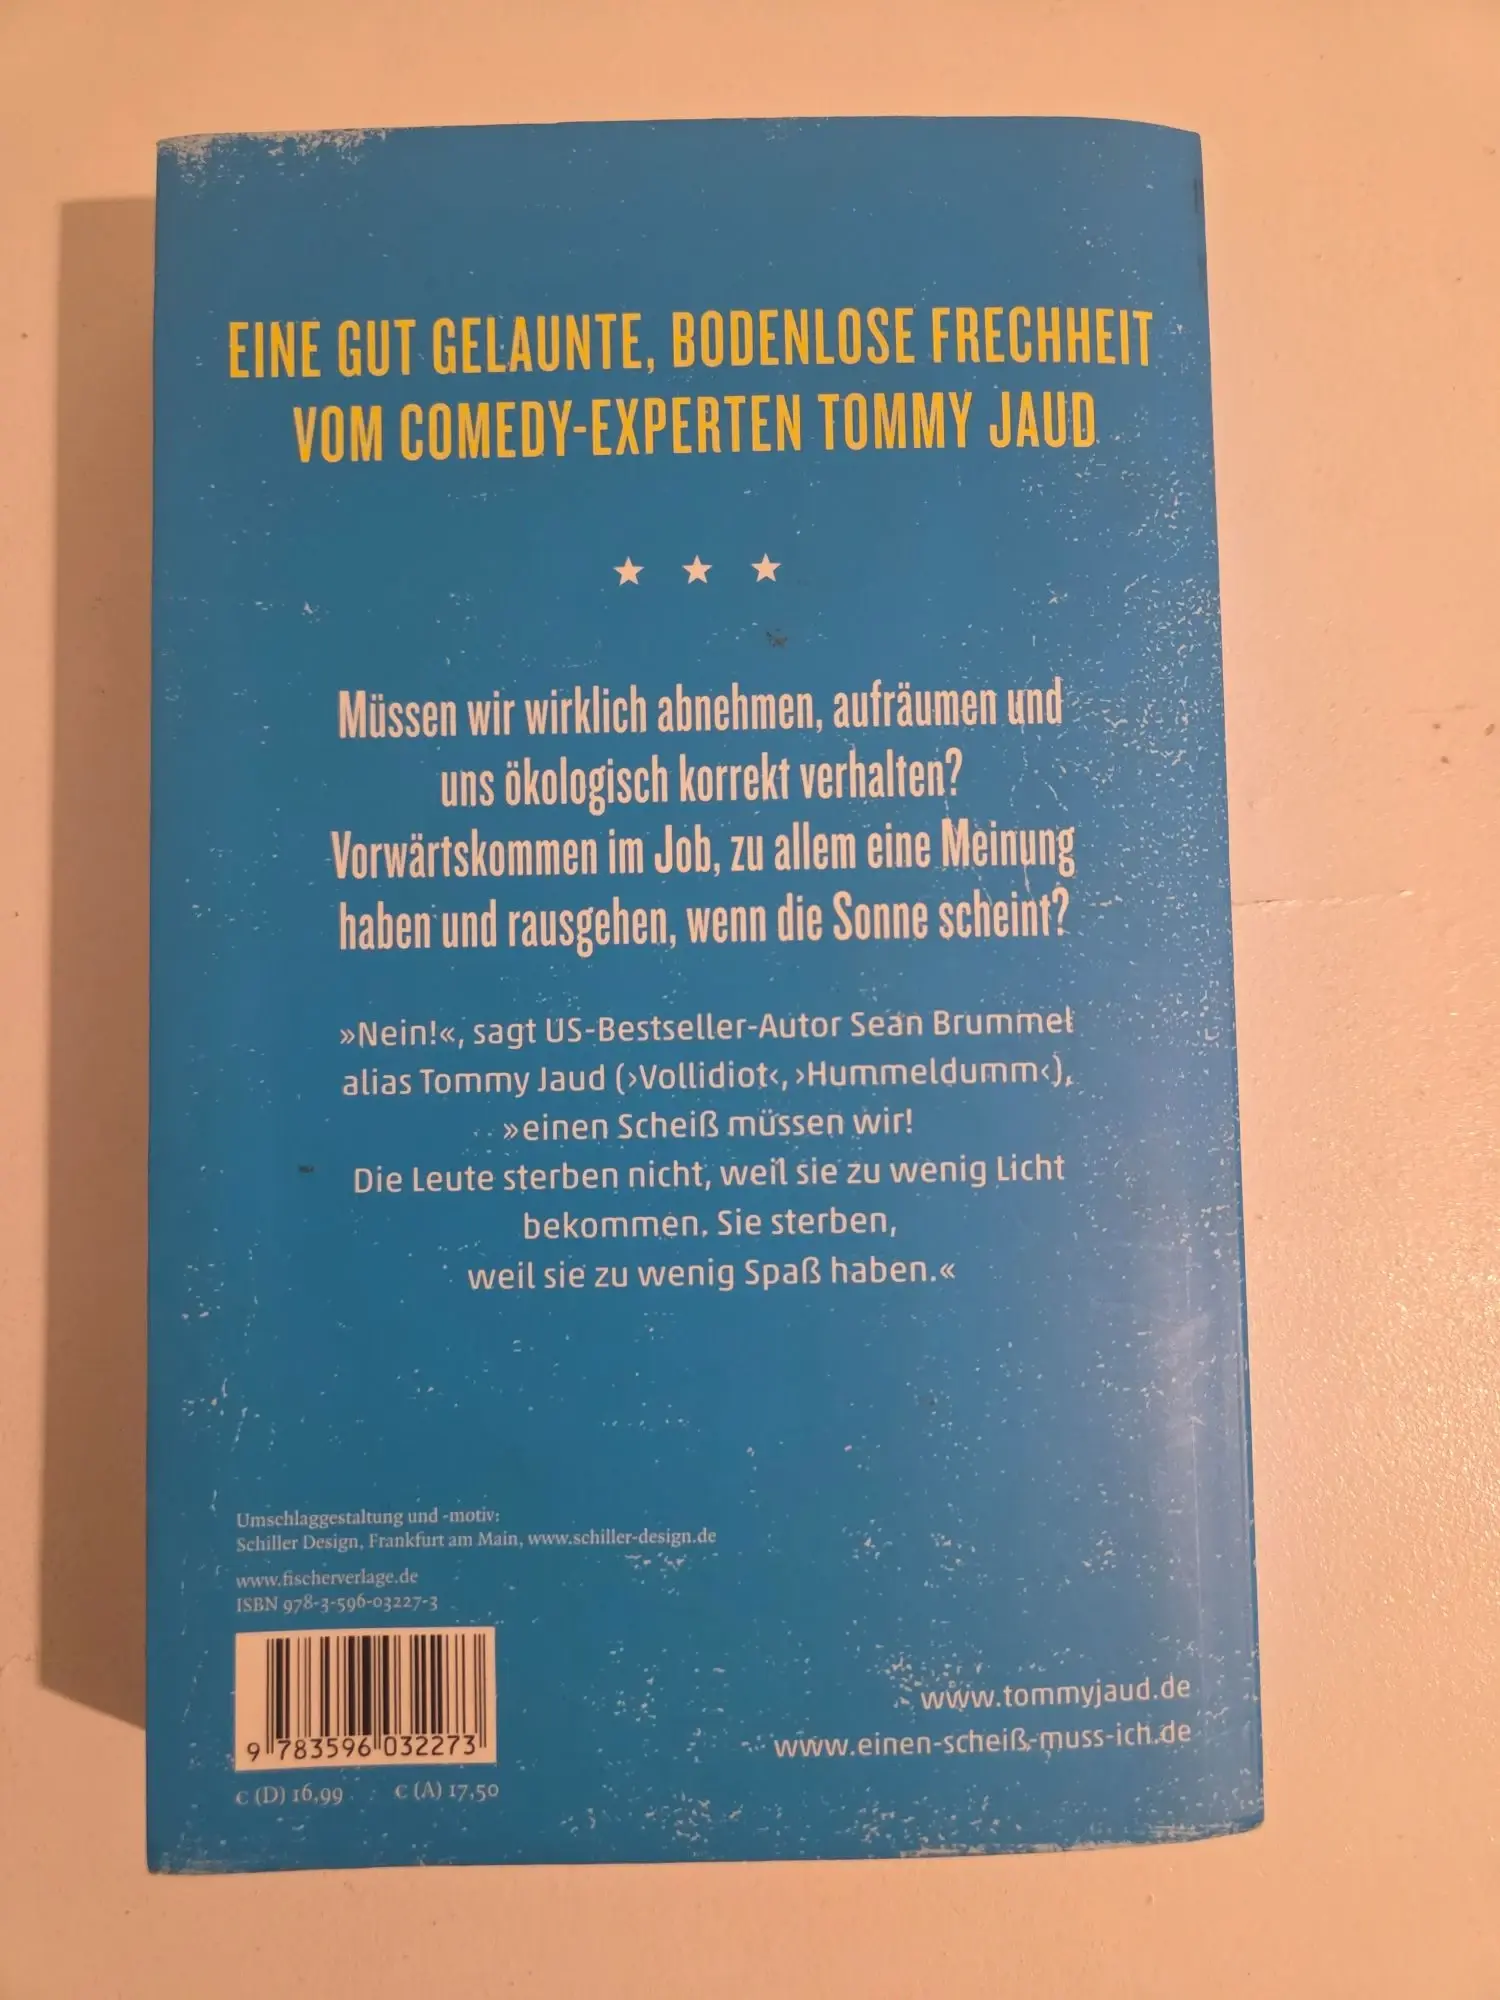 EINE GUT GELAUNTE, BODENLOSE FRECHHEIT
VOM COMEDY-EXPERTEN TOMMY JAUD
Müssen wir wirklich abnehmen, aufräumen und
uns ökologisch korrekt verhalten?
Vorwärtskommen im Job, zu allem eine Meinung
haben und rausgehen, wenn die Sonne scheint?
»Nein!«, sagt US-Bestseller-Autor Sean Brummel
alias Tommy Jaud (›Vollidiot‹, ›Hummeldumm‹),
»einen Scheiß müssen wir!
Die Leute sterben nicht, weil sie zu wenig Licht
bekommen. Sie sterben,
weil sie zu wenig Spaß haben.«
Umschlaggestaltung und -motiv:
Schiller Design, Frankfurt am Main, www.schiller-design.de
www.fischerverlage.de
ISBN 978-3-596-03227-3
9 783596 032273
€ (D) 16,99 € (A) 17,50
www.tommyjaud.de
www.einen-scheiß-muss-ich.de